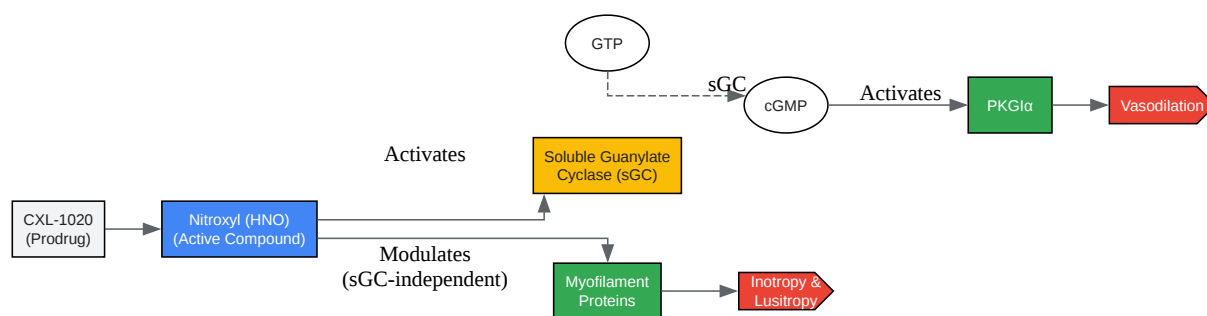 GTP
sGC
cGMP
Activates
PKGIα
Vasodilation
Activates
Soluble Guanylate
Cyclase (sGC)
CXL-1020
(Prodrug)
Nitroxyl (HNO)
(Active Compound)
Modulates
(sGC-independent)
Myofilament
Proteins
Inotropy &
Lusitropy